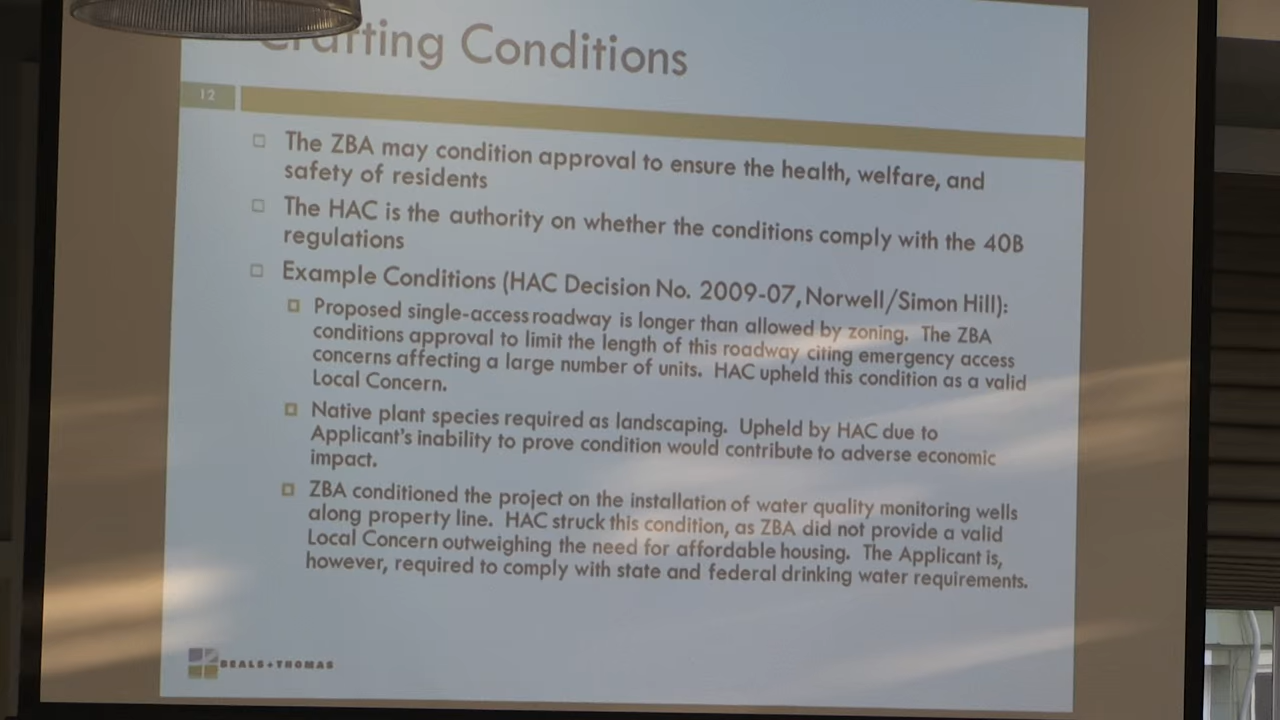 Crafting Conditions
12
The ZBA may condition approval to ensure the health, welfare, and
safety of residents
The HAC is the authority on whether the conditions comply with the 40B
regulations
Example Conditions (HAC Decision No. 2009-07, Norwell/Simon Hill):
Proposed single-access roadway is longer than allowed by zoning. The ZBA
conditions approval to limit the length of this roadway citing emergency access
concerns affecting a large number of units. HAC upheld this condition as a valid
Local Concern.
Native plant species required as landscaping. Upheld by HAC due to
Applicant's inability to prove condition would contribute to adverse economic
impact.
ZBA conditioned the project on the installation of water quality monitoring wells
along property line. HAC struck this condition, as ZBA did not provide a valid
Local Concern outweighing the need for affordable housing. The Applicant is,
however, required to comply with state and federal drinking water requirements.
BEALS+THOMAS